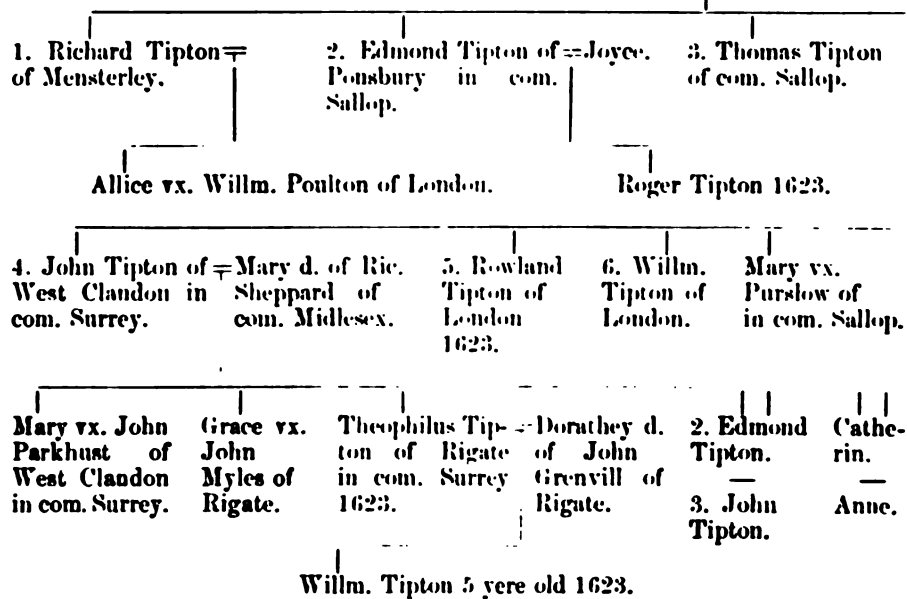 1. Richard Tipton
of Mensterley.
2. Edmond Tipton of = Joyce.
Ponsbury in com.
Sallop.
3. Thomas Tipton
of com. Sallop.
Allice vx. Willm. Poulton of London.
Roger Tipton 1623.
4. John Tipton of
West Clandon in
com. Surrey.
= Mary d. of Ric.
Sheppard of
com. Midlesex.
5. Rowland
Tipton of
London
1623.
6. Willm.
Tipton of
London.
Mary vx.
Purslow of
in com. Sallop.
Mary vx. John
Parkhust of
West Clandon
in com. Surrey.
Grace vx.
John
Myles of
Rigate.
Theophilus Tip-
ton of Rigate
in com. Surrey
1623.
= Dorathey d.
of John
Grenvill of
Rigate.
2. Edmond
Tipton.
—
3. John
Tipton.
Cathe-
rin.
—
Anne.
Willm. Tipton 5 yere old 1623.